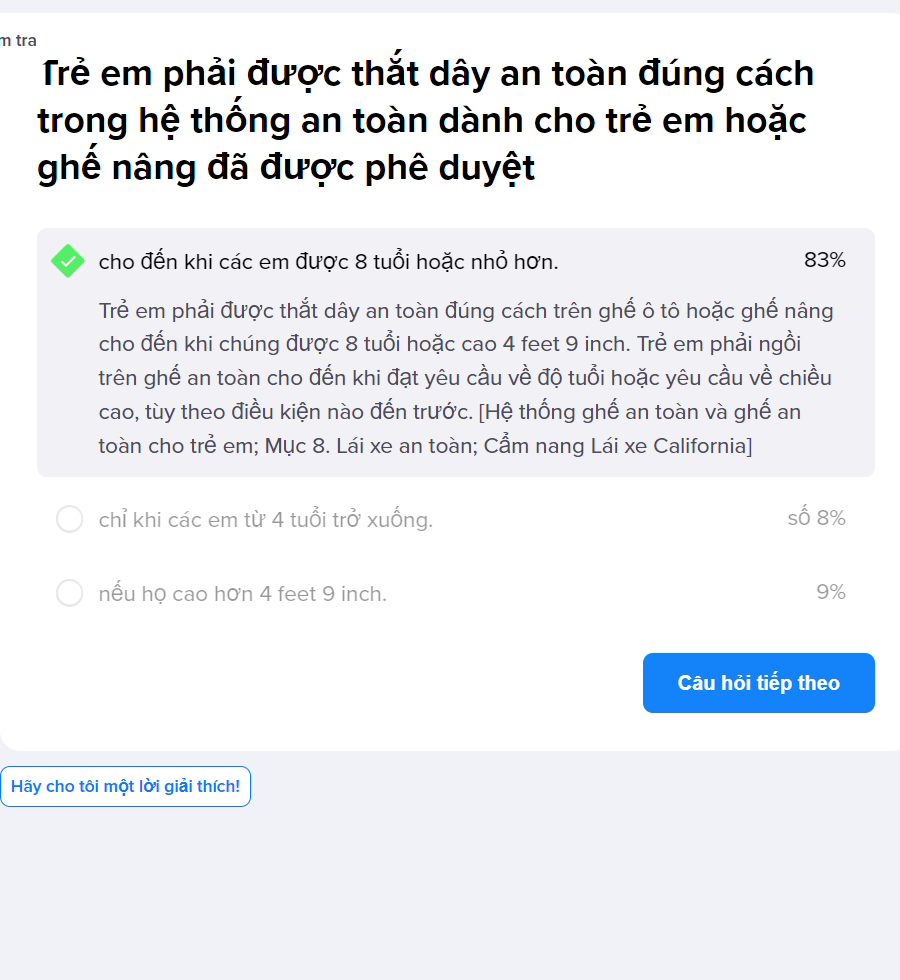 m tra
Trẻ em phải được thắt dây an toàn đúng cách
trong hệ thống an toàn dành cho trẻ em hoặc
ghế nâng đã được phê duyệt
cho đến khi các em được 8 tuổi hoặc nhỏ hơn. 83%
Trẻ em phải được thắt dây an toàn đúng cách trên ghế ô tô hoặc ghế nâng
cho đến khi chúng được 8 tuổi hoặc cao 4 feet 9 inch. Trẻ em phải ngồi
trên ghế an toàn cho đến khi đạt yêu cầu về độ tuổi hoặc yêu cầu về chiều
cao, tùy theo điều kiện nào đến trước. [Hệ thống ghế an toàn và ghế an
toàn cho trẻ em; Mục 8. Lái xe an toàn; Cẩm nang Lái xe California]
chỉ khi các em từ 4 tuổi trở xuống. số 8%
nếu họ cao hơn 4 feet 9 inch. 9%
Câu hỏi tiếp theo
Hãy cho tôi một lời giải thích!